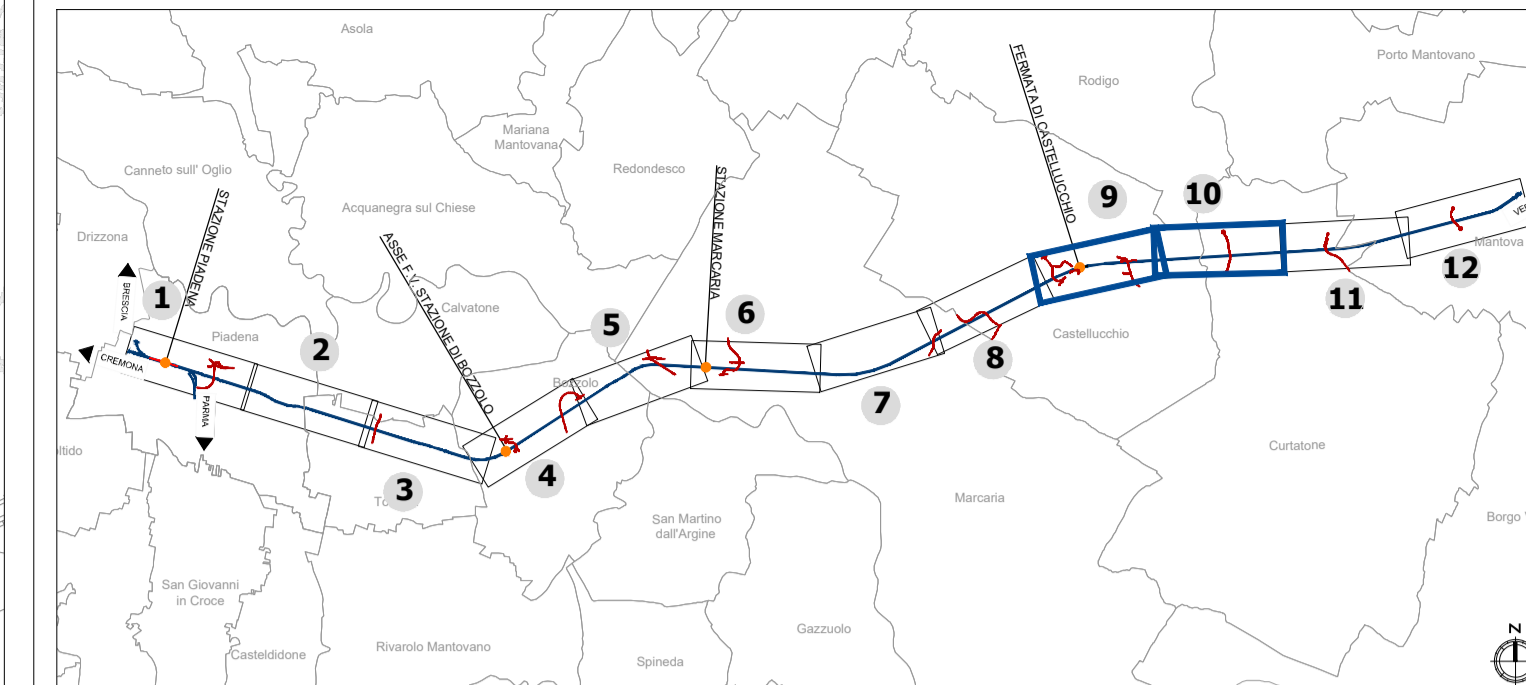 Asola
Porto Mantovano
Rodigo
FERMATA DI CASTELLUCCHIO
Mariana
Mantovana
Redondesco
Canneto sull' Oglio
STAZIONE PIADENA
STAZIONE MARCARIA
Acquanegra sul Chiese
ASSE F.V. STAZIONE DI BOZZOLO
9
10
Drizzona
Mantova
12
BRESCIA
1
Calvatone
6
11
Piadena
2
5
Castellucchio
8
CREMONA
Bozzolo
7
PARMA
Curtatone
4
3
Marcaria
San Martino
dall'Argine
San Giovanni
in Croce
Gazzuolo
Rivarolo Mantovano
Casteldidone
Spineda
N